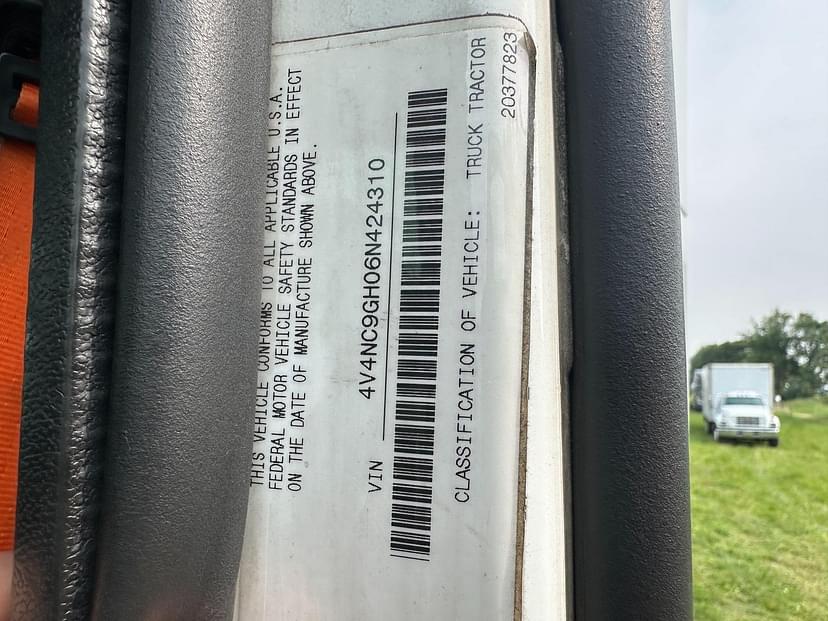 THIS VEHICLE CONFORMS TO ALL APPLICABLE U.S.A.
FEDERAL MOTOR VEHICLE SAFETY STANDARDS IN EFFECT
ON THE DATE OF MANUFACTURE SHOWN ABOVE.
VIN 4V4NC9GH06N424310
CLASSIFICATION OF VEHICLE: TRUCK TRACTOR
20377823